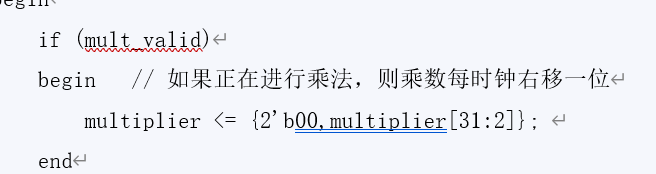 begin
if (mult_valid)
begin // 如果正在进行乘法，则乘数每时钟右移一位
multiplier <= {2'b00,multiplier[31:2]};
end